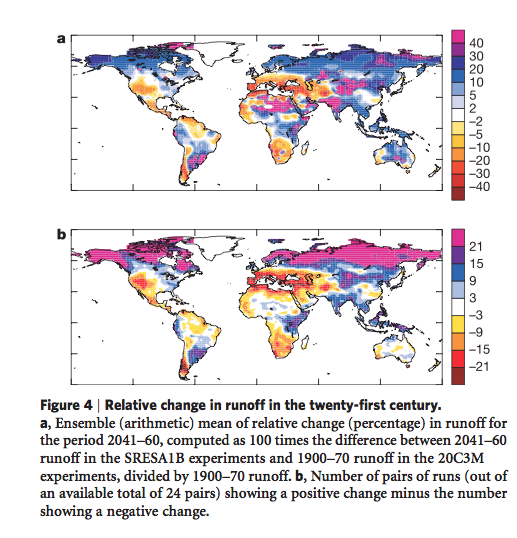 a
40
30
20
10
5
2
–2
–5
–10
–20
–30
–40
b
21
15
9
3
–3
–9
–15
–21
Figure 4 | Relative change in runoff in the twenty-first century.
a, Ensemble (arithmetic) mean of relative change (percentage) in runoff for
the period 2041–60, computed as 100 times the difference between 2041–60
runoff in the SRESA1B experiments and 1900–70 runoff in the 20C3M
experiments, divided by 1900–70 runoff. b, Number of pairs of runs (out of
an available total of 24 pairs) showing a positive change minus the number
showing a negative change.